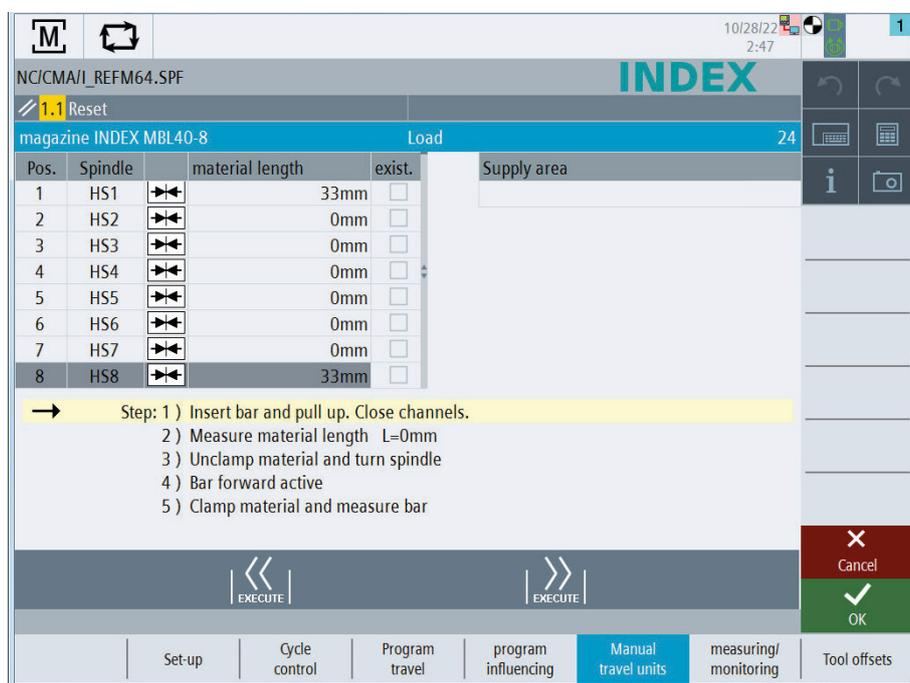 M
10/28/22
2:47
1
NC/CMA/I_REFM64.SPF
INDEX
1.1 Reset
magazine INDEX MBL40-8 Load 24
Pos. Spindle material length exist. Supply area
1 HS1 33mm
2 HS2 0mm
3 HS3 0mm
4 HS4 0mm
5 HS5 0mm
6 HS6 0mm
7 HS7 0mm
8 HS8 33mm
Step: 1 ) Insert bar and pull up. Close channels.
2 ) Measure material length L=0mm
3 ) Unclamp material and turn spindle
4 ) Bar forward active
5 ) Clamp material and measure bar
EXECUTE
EXECUTE
Cancel
OK
Set-up
Cycle
control
Program
travel
program
influencing
Manual
travel units
measuring/
monitoring
Tool offsets